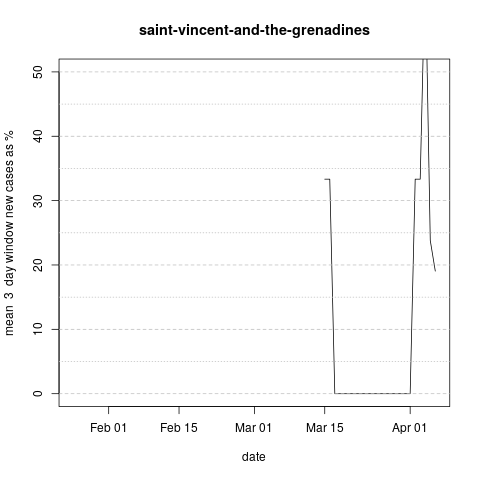 saint-vincent-and-the-grenadines
mean  3  day window new cases as %
50
40
30
20
10
0
Feb 01
Feb 15
Mar 01
Mar 15
Apr 01
date